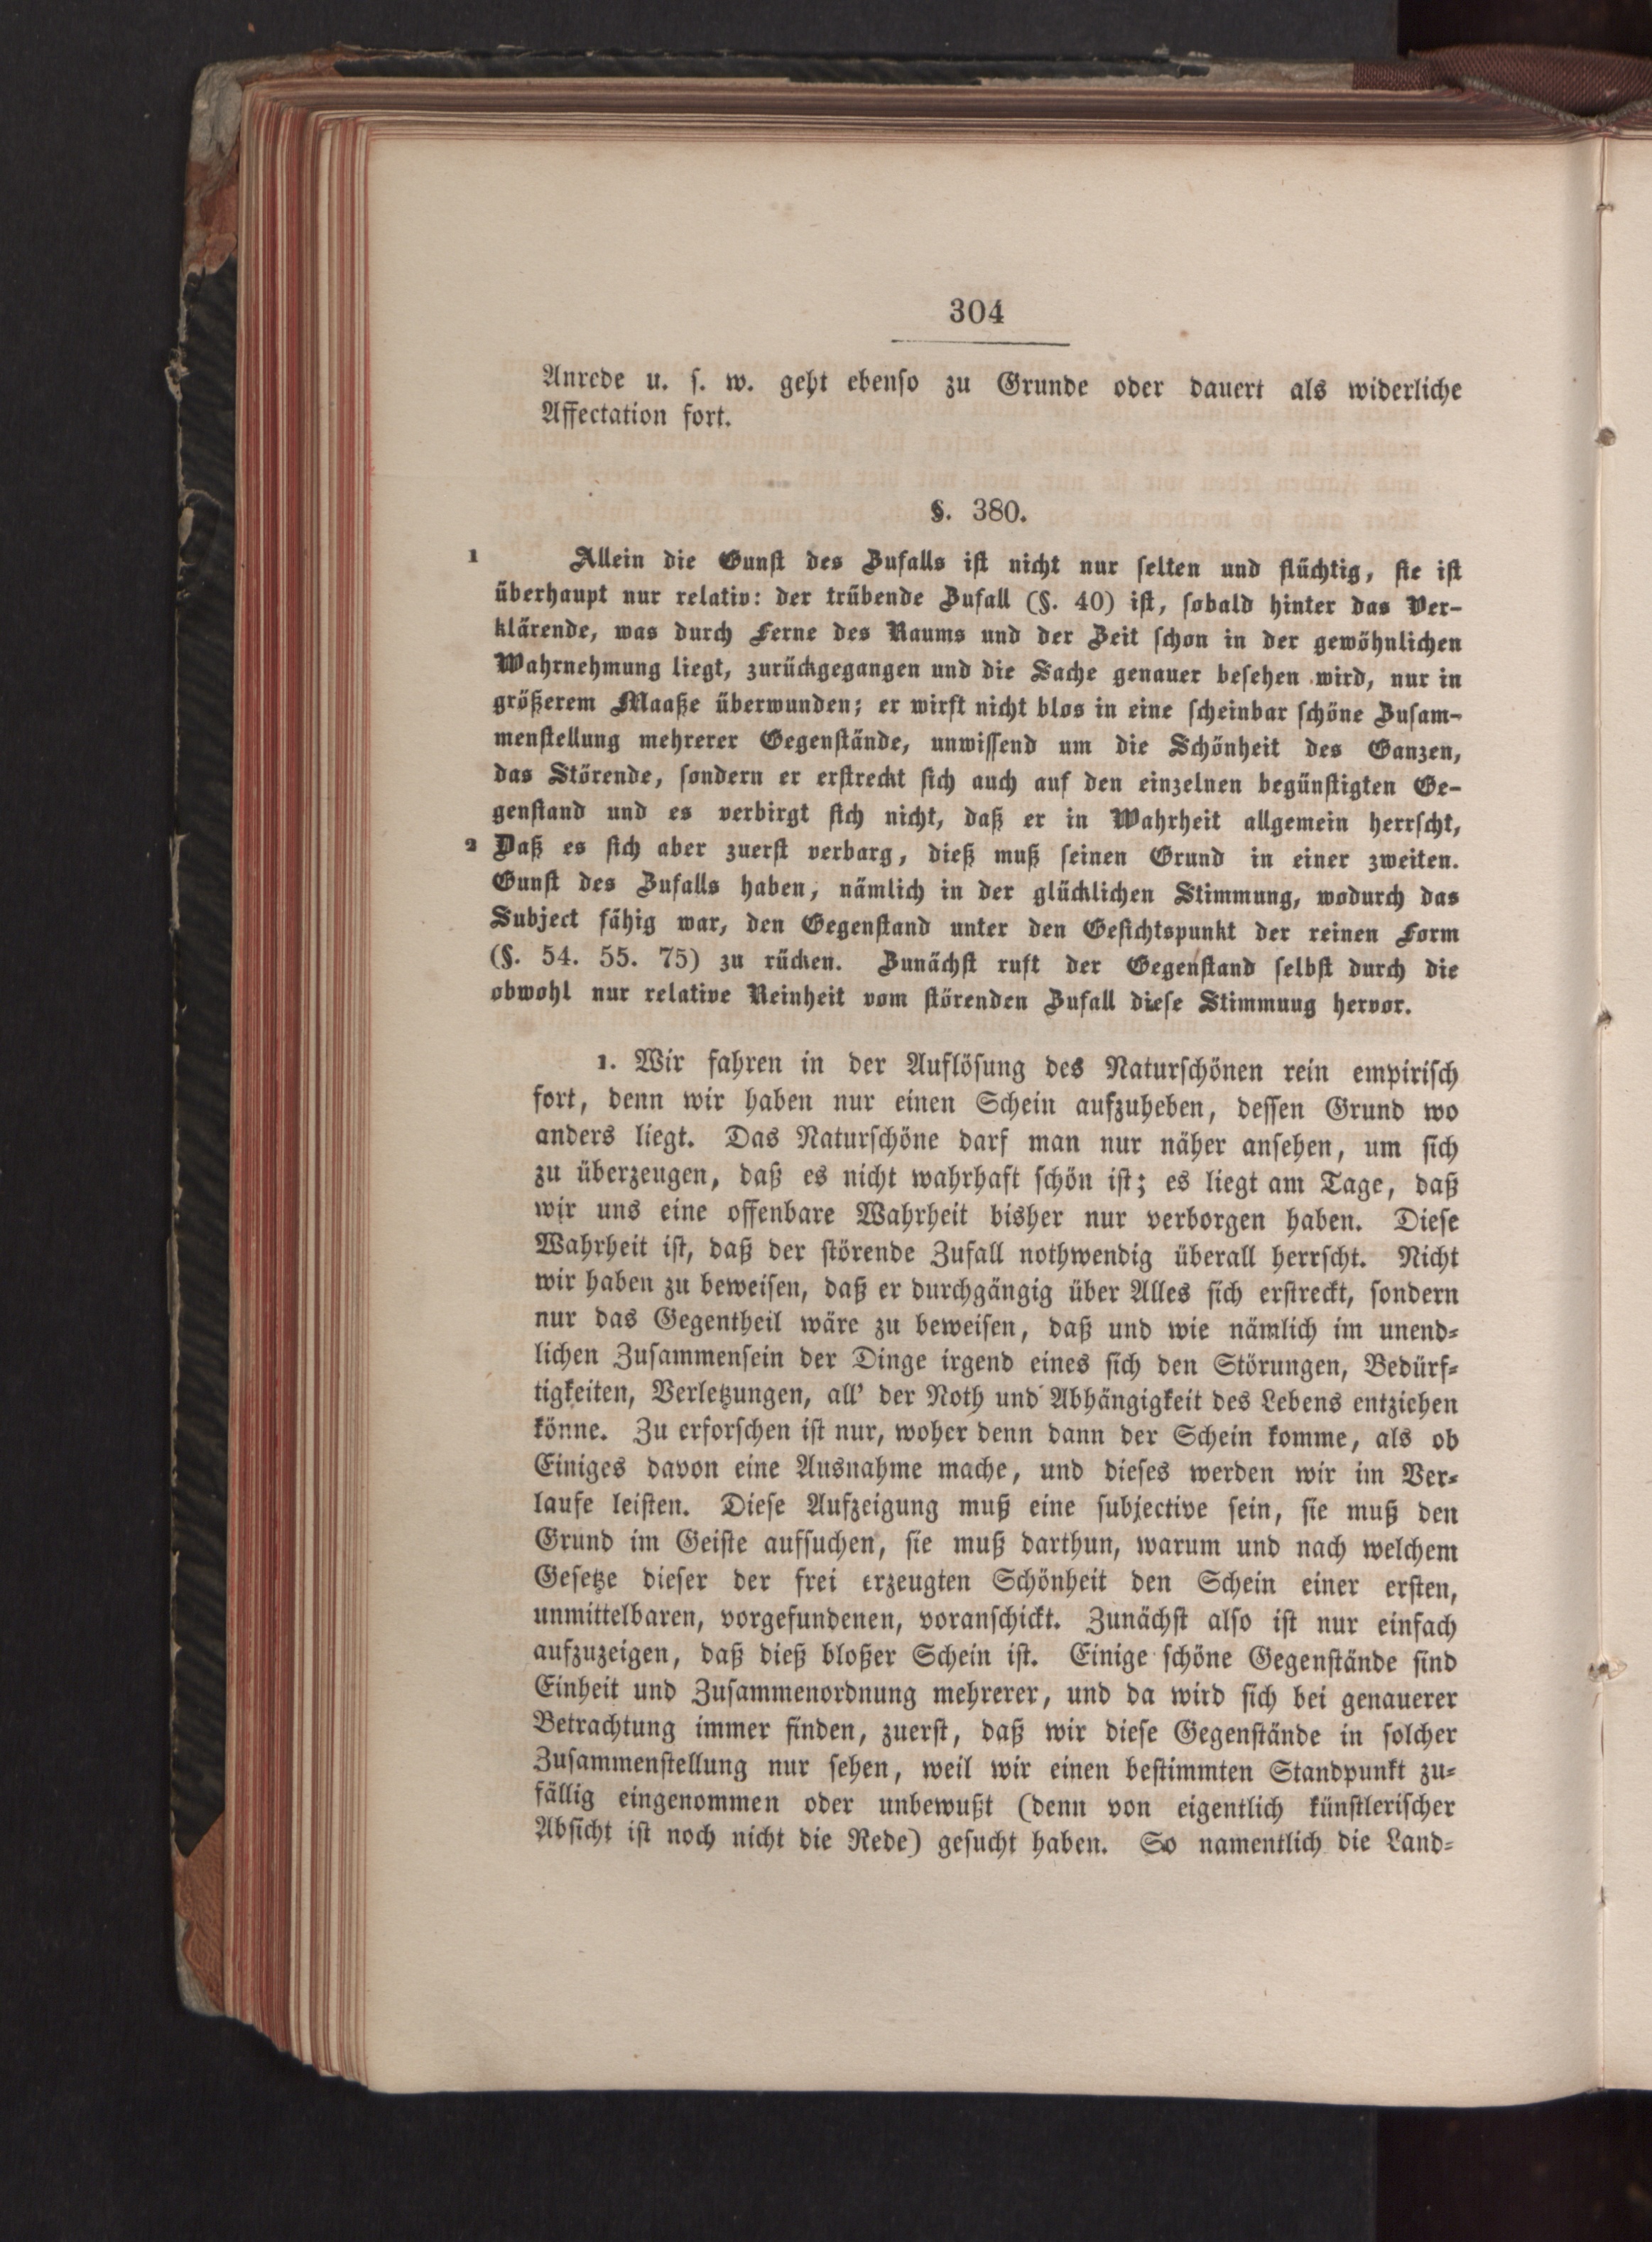 304
Anrede u. s. w. geht ebenso zu Grunde oder dauert als widerliche
Affectation fort.
§. 380.
1 Allein die Gunst des Zufalls ist nicht nur selten und flüchtig, sie ist
überhaupt nur relativ: der trübende Zufall (§. 40) ist, sobald hinter das Ver-
klärende, was durch Ferne des Raums und der Zeit schon in der gewöhnlichen
Wahrnehmung liegt, zurückgegangen und die Sache genauer besehen wird, nur in
größerem Maaße überwunden; er wirft nicht blos in eine scheinbar schöne Zusam-
menstellung mehrerer Gegenstände, unwissend um die Schönheit des Ganzen,
das Störende, sondern er erstreckt sich auch auf den einzelnen begünstigten Ge-
genstand und es verbirgt sich nicht, daß er in Wahrheit allgemein herrscht,
2 Daß es sich aber zuerst verbarg, dieß muß seinen Grund in einer zweiten.
Gunst des Zufalls haben, nämlich in der glücklichen Stimmung, wodurch das
Subject fähig war, den Gegenstand unter den Gesichtspunkt der reinen Form
(§. 54. 55. 75) zu rücken. Zunächst ruft der Gegenstand selbst durch die
obwohl nur relative Reinheit vom störenden Zufall diese Stimmuug hervor.
1. Wir fahren in der Auflösung des Naturschönen rein empirisch
fort, denn wir haben nur einen Schein aufzuheben, dessen Grund wo
anders liegt. Das Naturschöne darf man nur näher ansehen, um sich
zu überzeugen, daß es nicht wahrhaft schön ist; es liegt am Tage, daß
wir uns eine offenbare Wahrheit bisher nur verborgen haben. Diese
Wahrheit ist, daß der störende Zufall nothwendig überall herrscht. Nicht
wir haben zu beweisen, daß er durchgängig über Alles sich erstreckt, sondern
nur das Gegentheil wäre zu beweisen, daß und wie nämlich im unend-
lichen Zusammensein der Dinge irgend eines sich den Störungen, Bedürf-
tigkeiten, Verletzungen, all' der Noth und Abhängigkeit des Lebens entziehen
könne. Zu erforschen ist nur, woher denn dann der Schein komme, als ob
Einiges davon eine Ausnahme mache, und dieses werden wir im Ver-
laufe leisten. Diese Aufzeigung muß eine subjective sein, sie muß den
Grund im Geiste aufsuchen, sie muß darthun, warum und nach welchem
Gesetze dieser der frei erzeugten Schönheit den Schein einer ersten,
unmittelbaren, vorgefundenen, voranschickt. Zunächst also ist nur einfach
aufzuzeigen, daß dieß bloßer Schein ist. Einige schöne Gegenstände sind
Einheit und Zusammenordnung mehrerer, und da wird sich bei genauerer
Betrachtung immer finden, zuerst, daß wir diese Gegenstände in solcher
Zusammenstellung nur sehen, weil wir einen bestimmten Standpunkt zu-
fällig eingenommen oder unbewußt (denn von eigentlich künstlerischer
Absicht ist noch nicht die Rede) gesucht haben. So namentlich die Land-